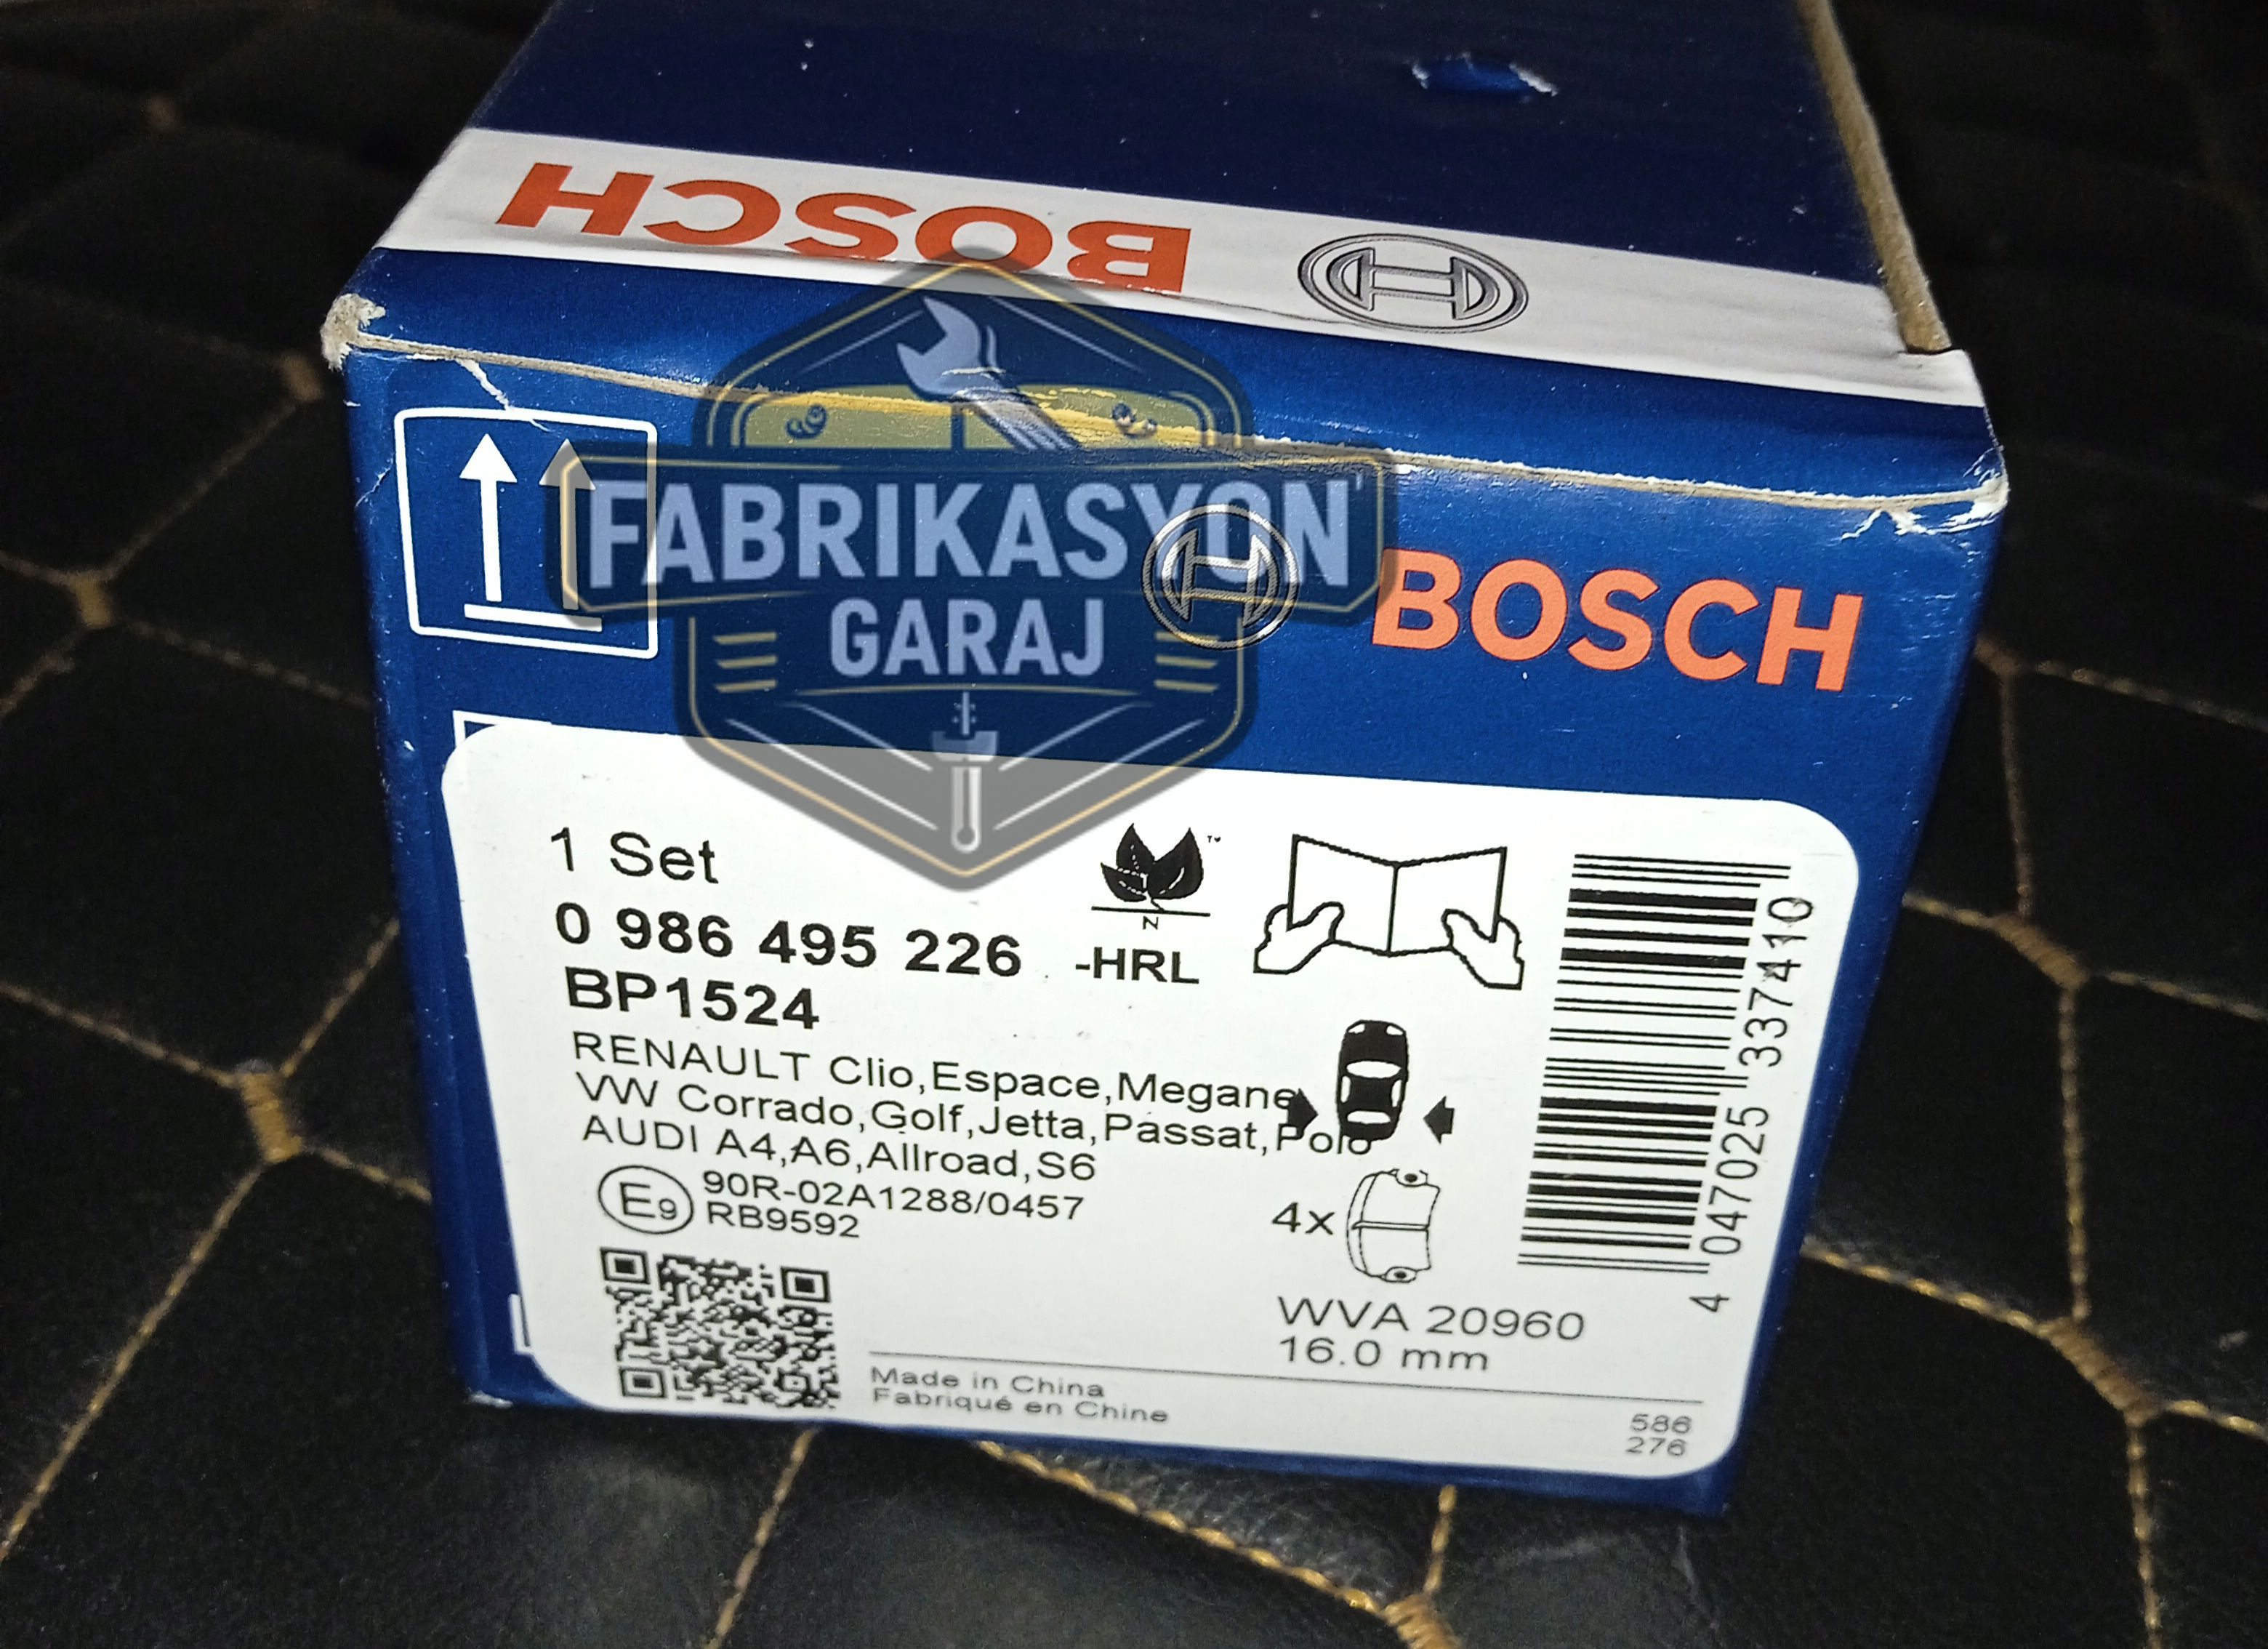 BOSCH
FABRIKASYON
GARAJ
BOSCH
1 Set
0 986 495 226 -HRL
BP1524
RENAULT Clio,Espace,Megane
VW Corrado,Golf,Jetta,Passat,Polo
AUDI A4,A6,Allroad,S6
E9 90R-02A1288/0457
RB9592
N
TM
4x
WVA 20960
16.0 mm
Made in China
Fabriqué en Chine
586
276
4 047025 337410